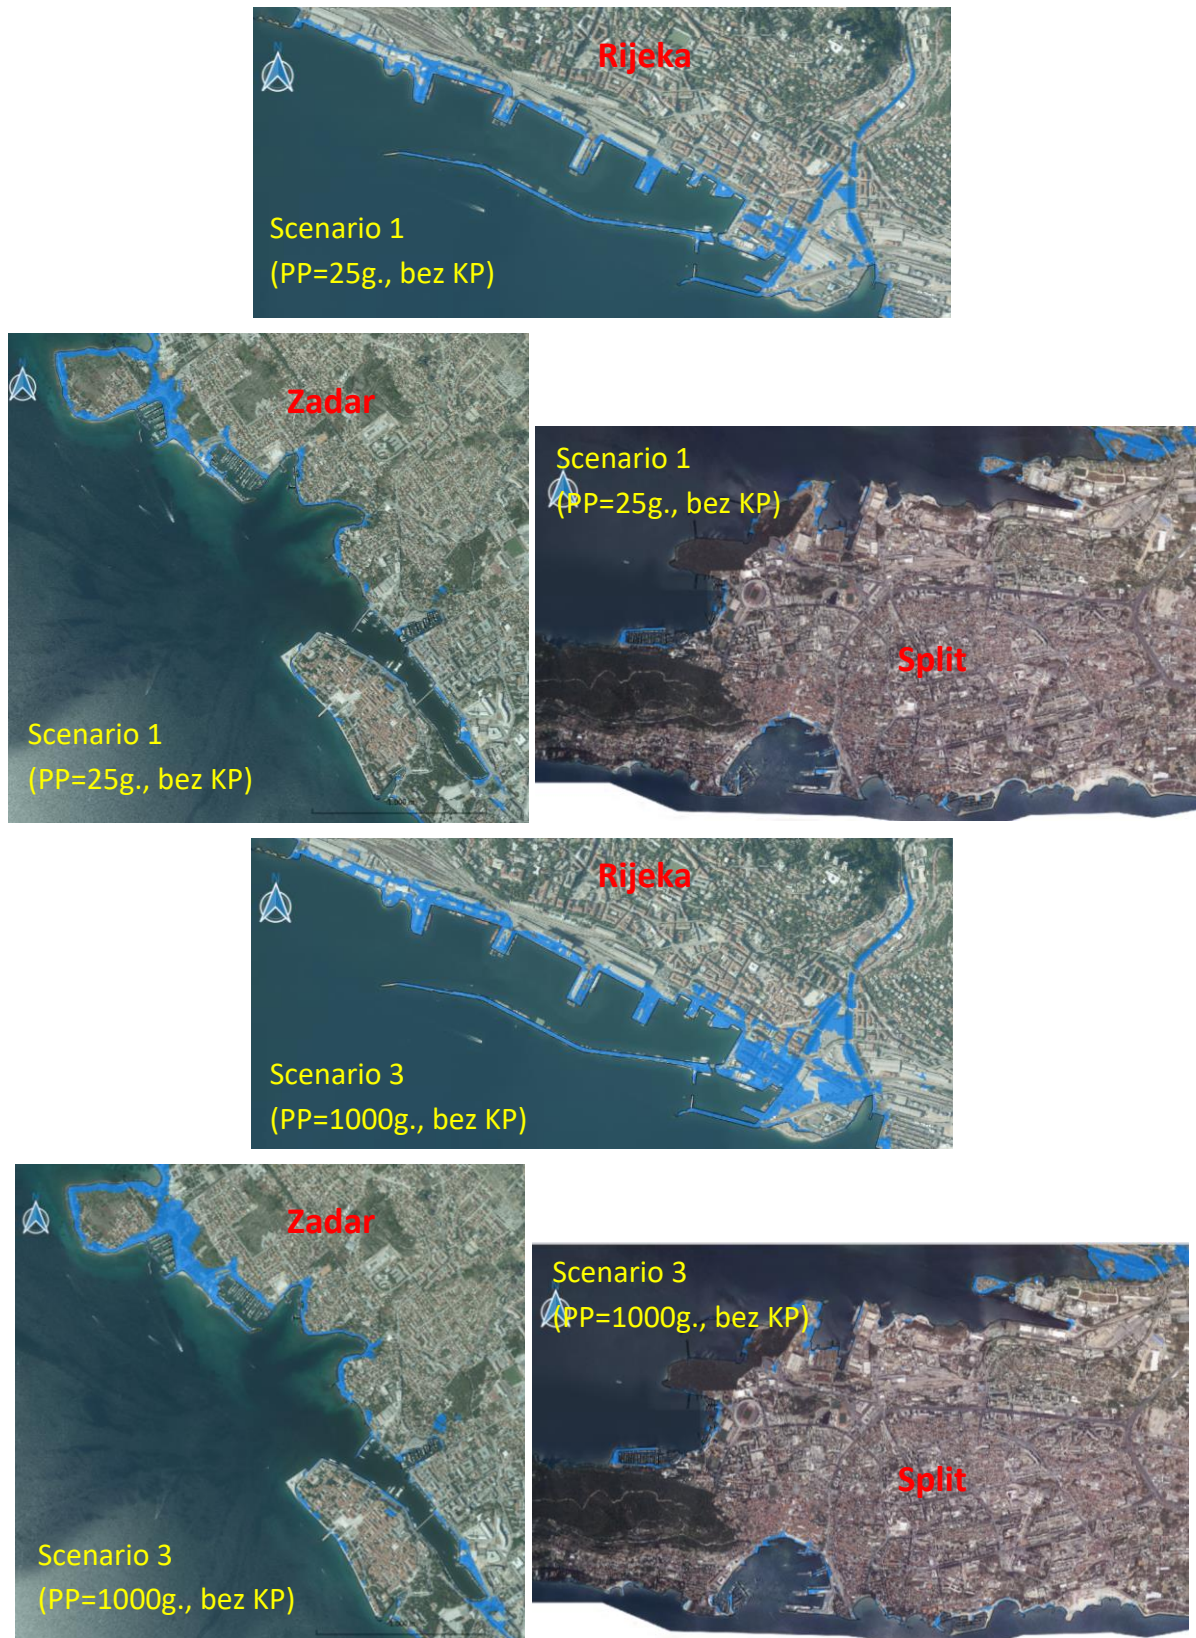 N
Rijeka
Scenario 1
(PP=25g., bez KP)
Zadar
Scenario 1
(PP=25g., bez KP)
Scenario 1
(PP=25g., bez KP)
Split
N
Rijeka
Scenario 3
(PP=1000g., bez KP)
N
Zadar
Scenario 3
(PP=1000g., bez KP)
Scenario 3
(PP=1000g., bez KP)
Split